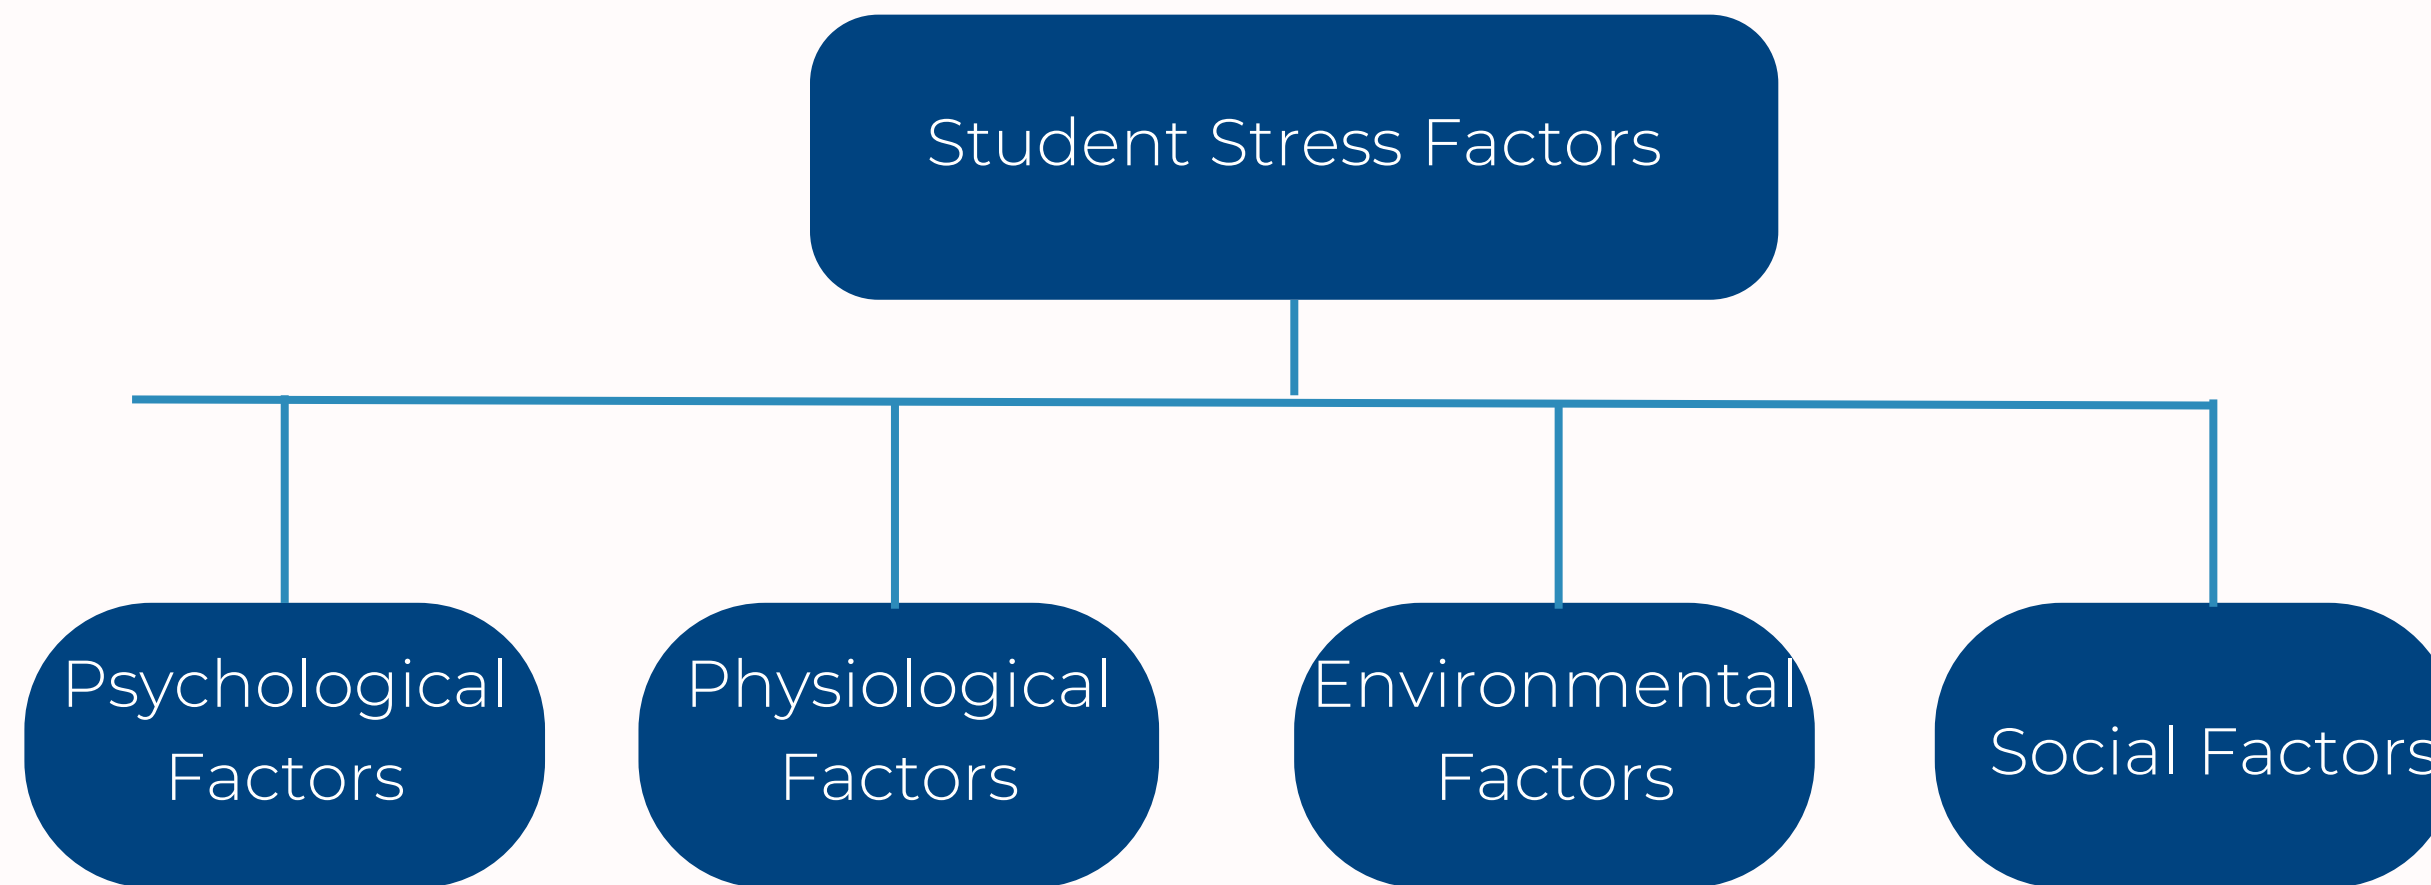 Student Stress Factors
Psychological
Factors
Physiological
Factors
Environmental
Factors
Social Factors